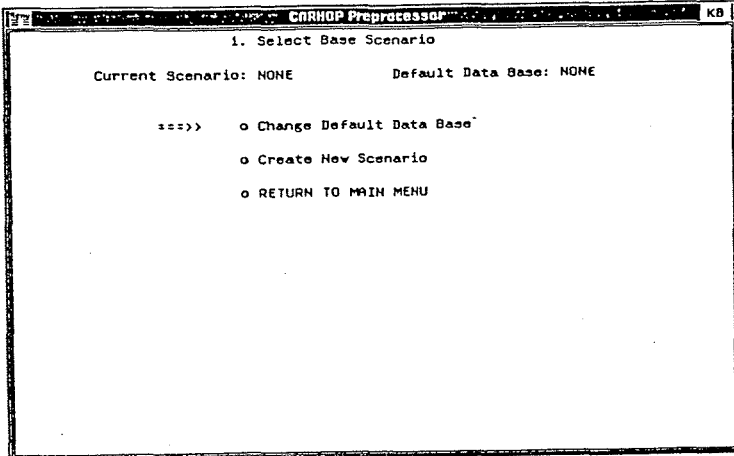 CARHOP Preprocessor
KB
1. Select Base Scenario
Current Scenario: NONE Default Data Base: NONE
===>> o Change Default Data Base
o Create New Scenario
o RETURN TO MAIN MENU